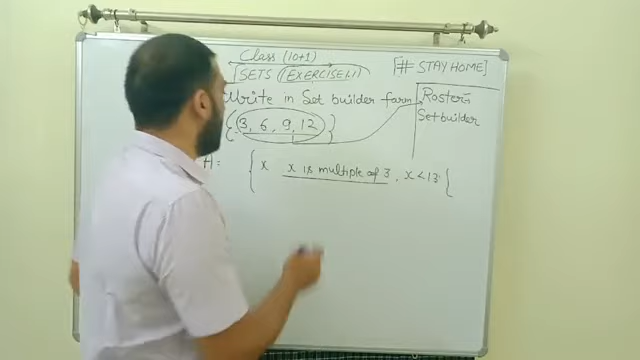 Class (10+1)
[# STAY HOME]
SETS (EXERCISE 1.1)
Write in Set builder farm
Roster
Set builder
{3, 6, 9, 12}
A = { x x is multiple of 3, x < 13 }